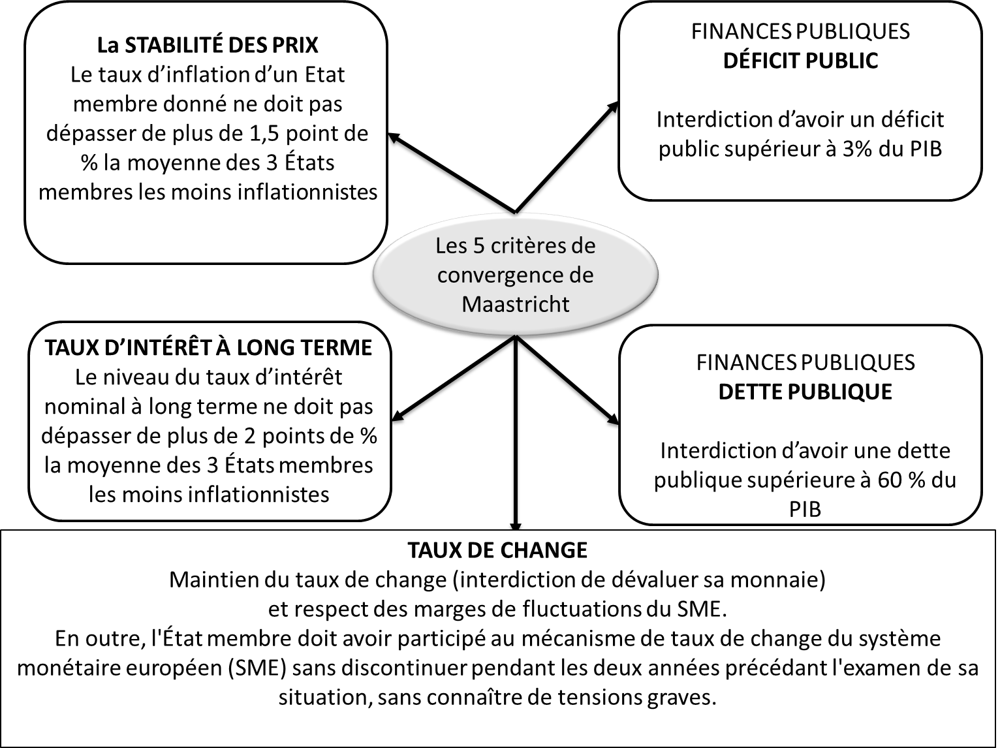 La STABILITÉ DES PRIX
Le taux d’inflation d’un Etat
membre donné ne doit pas
dépasser de plus de 1,5 point de
% la moyenne des 3 États
membres les moins inflationnistes
FINANCES PUBLIQUES
DÉFICIT PUBLIC
Interdiction d’avoir un déficit
public supérieur à 3% du PIB
Les 5 critères de
convergence de
Maastricht
TAUX D’INTÉRÊT À LONG TERME
Le niveau du taux d’intérêt
nominal à long terme ne doit pas
dépasser de plus de 2 points de %
la moyenne des 3 États membres
les moins inflationnistes
FINANCES PUBLIQUES
DETTE PUBLIQUE
Interdiction d’avoir une dette
publique supérieure à 60 % du
PIB
TAUX DE CHANGE
Maintien du taux de change (interdiction de dévaluer sa monnaie)
et respect des marges de fluctuations du SME.
En outre, l'État membre doit avoir participé au mécanisme de taux de change du système
monétaire européen (SME) sans discontinuer pendant les deux années précédant l'examen de sa
situation, sans connaître de tensions graves.